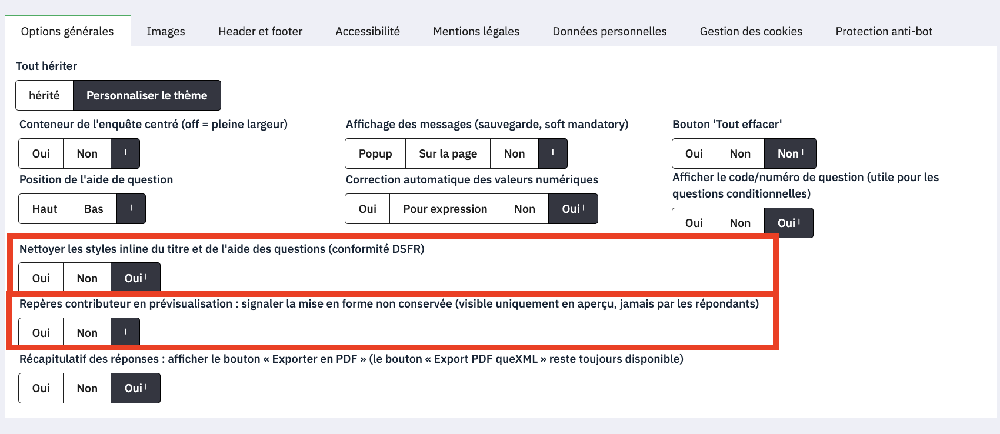 Options générales Images Header et footer Accessibilité Mentions légales Données personnelles Gestion des cookies Protection anti-bot
Tout hériter
hérité Personnaliser le thème
Conteneur de l'enquête centré (off = pleine largeur)
Oui Non I
Affichage des messages (sauvegarde, soft mandatory)
Popup Sur la page Non I
Bouton 'Tout effacer'
Oui Non Non I
Position de l'aide de question
Haut Bas I
Correction automatique des valeurs numériques
Oui Pour expression Non Oui I
Afficher le code/numéro de question (utile pour les
questions conditionnelles)
Oui Non Oui I
Nettoyer les styles inline du titre et de l'aide des questions (conformité DSFR)
Oui Non Oui I
Repères contributeur en prévisualisation : signaler la mise en forme non conservée (visible uniquement en aperçu, jamais par les répondants)
Oui Non I
Récapitulatif des réponses : afficher le bouton « Exporter en PDF » (le bouton « Export PDF queXML » reste toujours disponible)
Oui Non Oui I